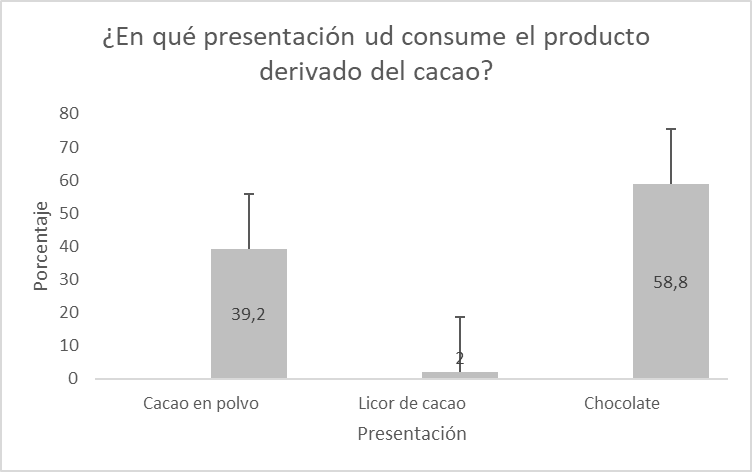 ¿En qué presentación ud consume el producto
derivado del cacao?
80
70
60
50
40
30
20
10
0
Porcentaje
39,2
2
58,8
Cacao en polvo
Licor de cacao
Chocolate
Presentación